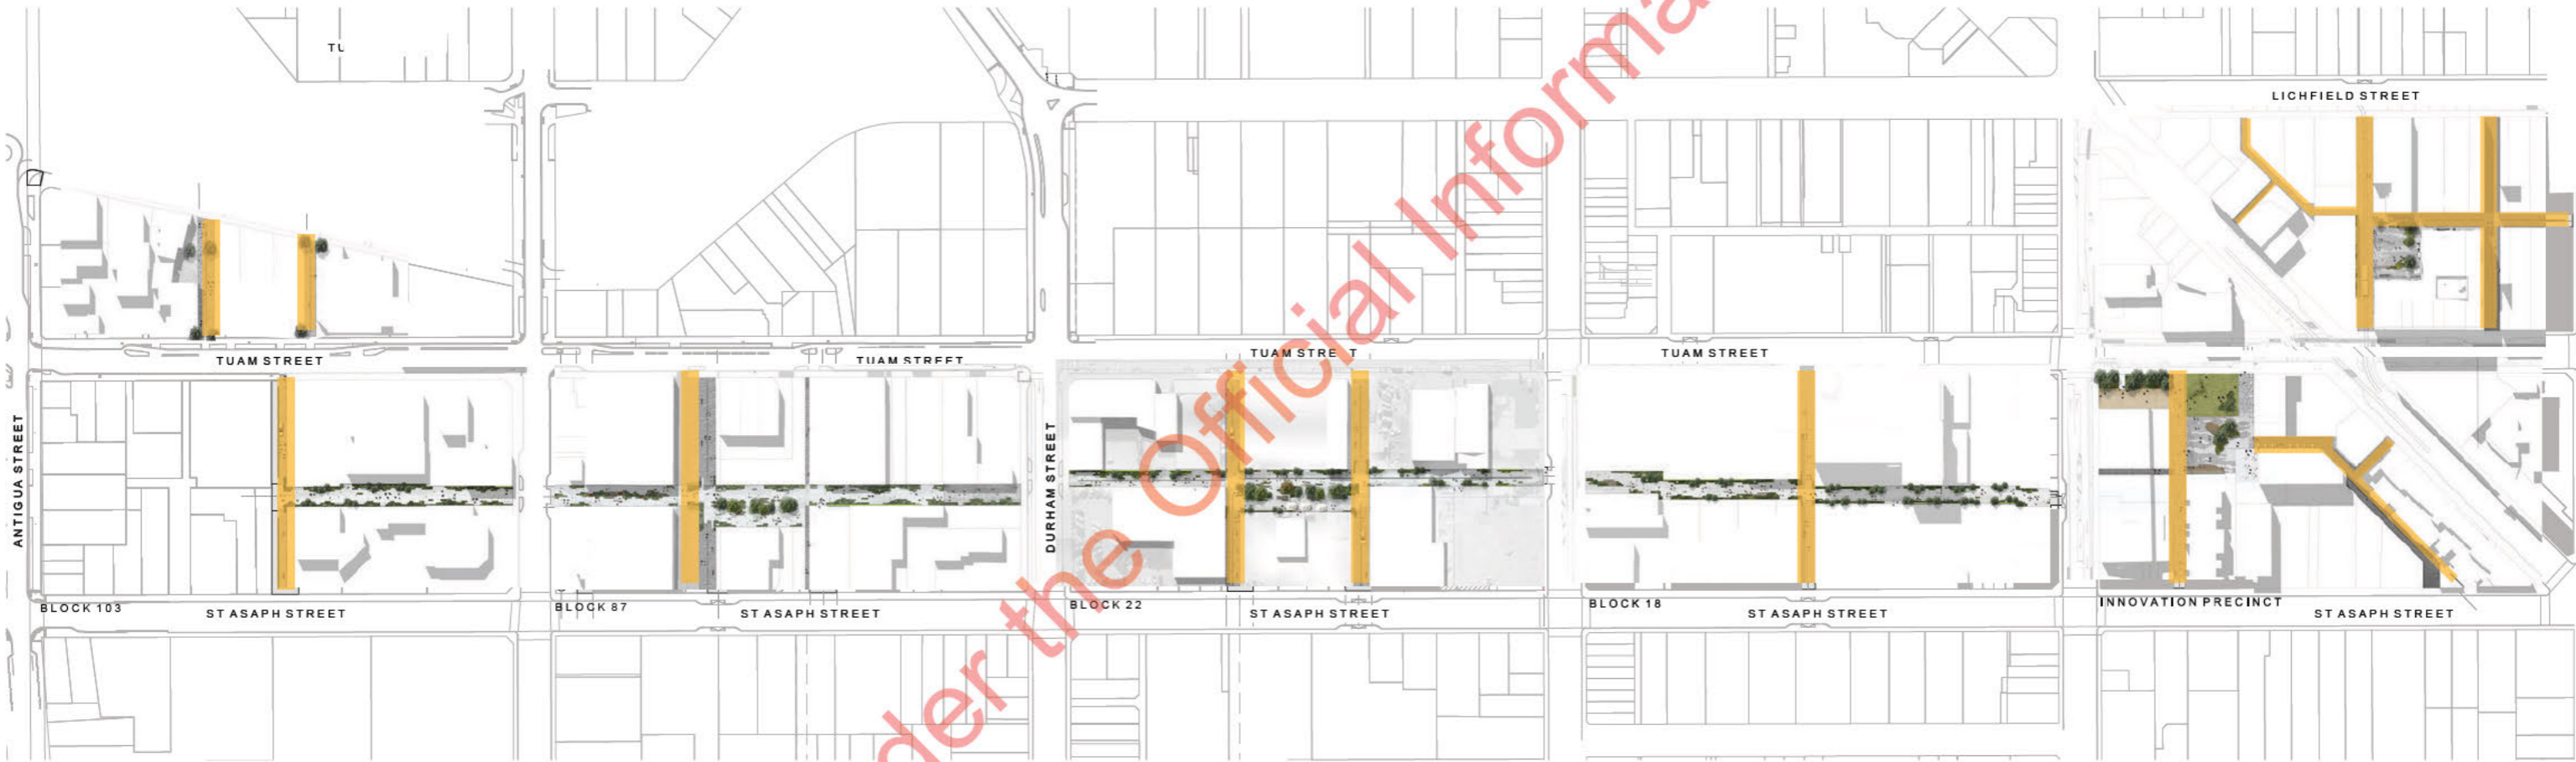 TU
LICHFIELD STREET
TUAM STREET
TUAM STREET
TUAM STRE T
TUAM STREET
ANTIGUA STREET
DURHAM STREET
BLOCK 103
ST ASAPH STREET
BLOCK 87
ST ASAPH STREET
BLOCK 22
ST ASAPH STREET
BLOCK 18
ST ASAPH STREET
INNOVATION PRECINCT
ST ASAPH STREET
der the Official Informa